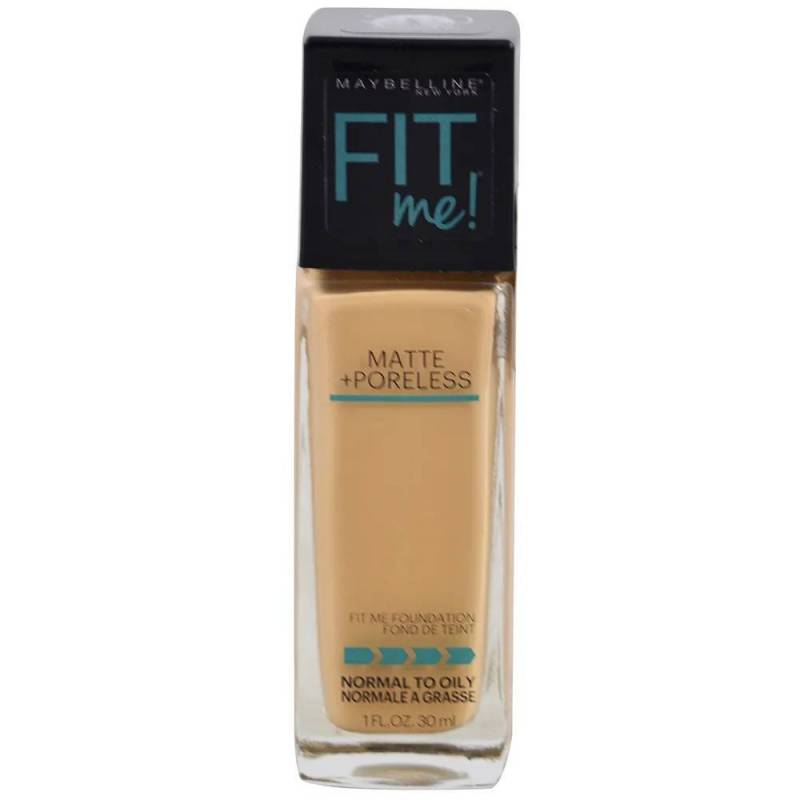 MAYBELLINE
NEW YORK
FIT
me!
MATTE
+PORELESS
FIT ME FOUNDATION
FOND DE TEINT
NORMAL TO OILY
NORMALE A GRASSE
1 FL.OZ. 30 ml